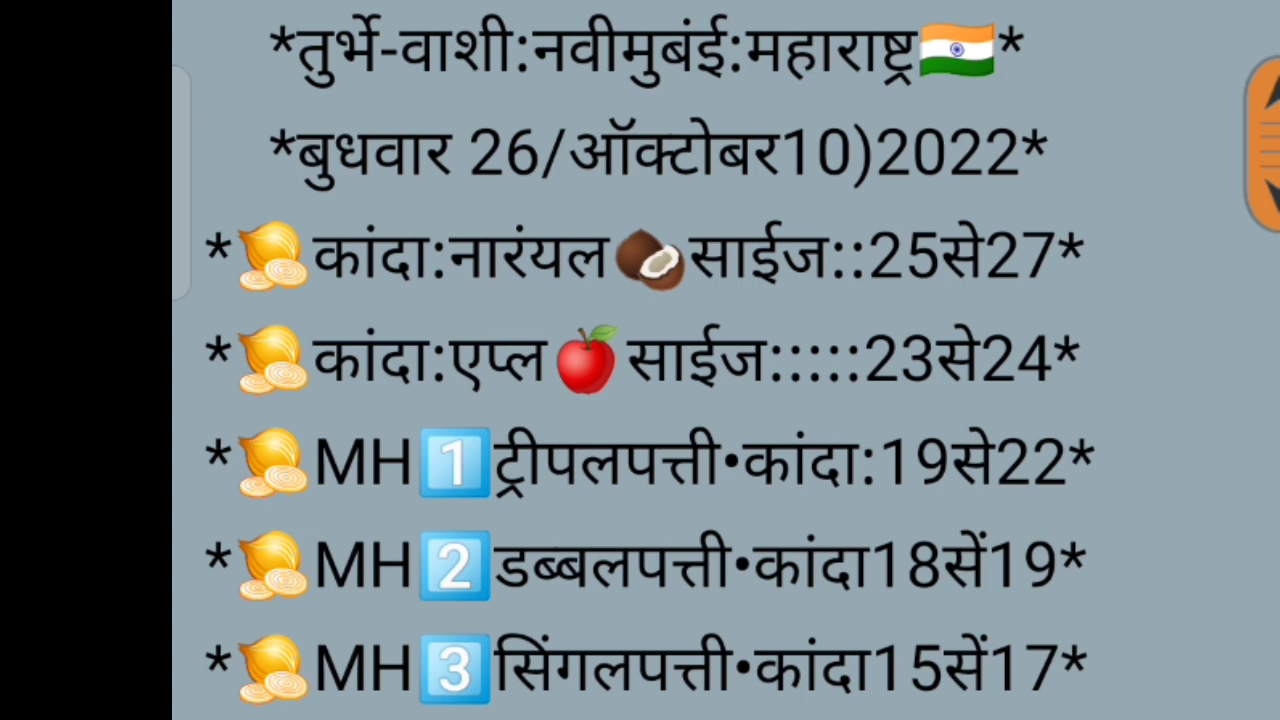 *तुर्भे-वाशी:नवीमुबंई:महाराष्ट्र🇮🇳*
*बुधवार 26/ऑक्टोबर10)2022*
*🧅कांदा:नारंयल🥥साईज::25से27*
*🧅कांदा:एप्ल🍎साईज:::::23से24*
*🧅MH1️⃣ट्रीपलपत्ती•कांदा:19से22*
*🧅MH2️⃣डब्बलपत्ती•कांदा18सें19*
*🧅MH3️⃣सिंगलपत्ती•कांदा15सें17*